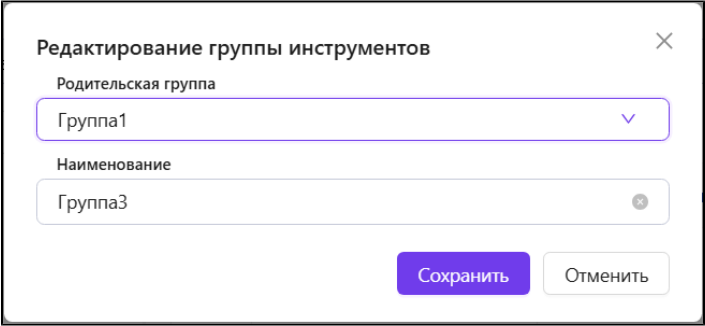 Редактирование группы инструментов
Родительская группа
Группа1
Наименование
Группа3
Сохранить
Отменить